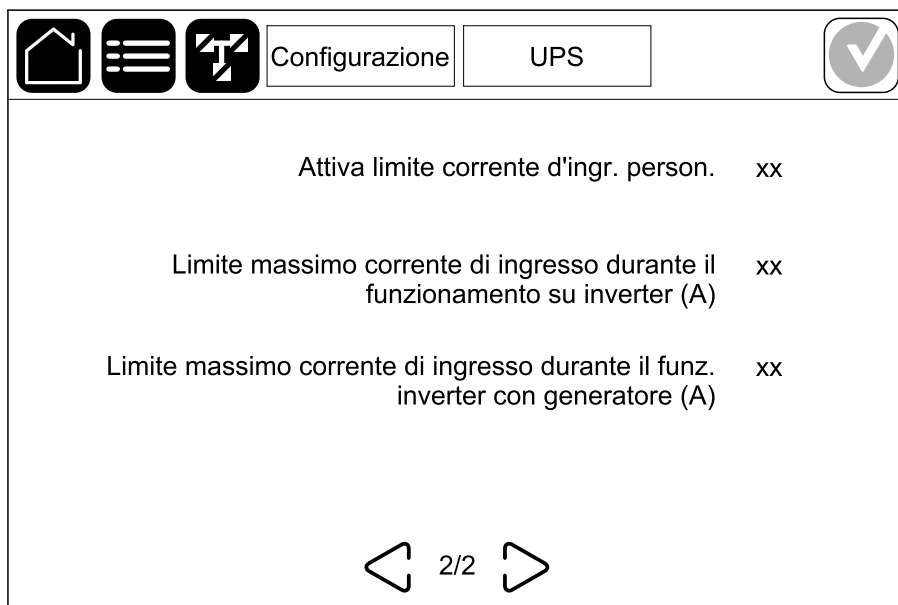 Configurazione
UPS
Attiva limite corrente d'ingr. person. xx
Limite massimo corrente di ingresso durante il xx
funzionamento su inverter (A)
Limite massimo corrente di ingresso durante il funz. xx
inverter con generatore (A)
2/2